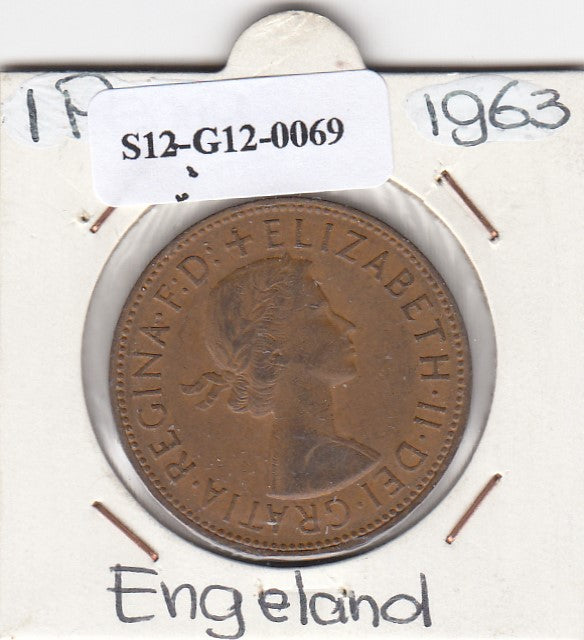 1P
1963
S12-G12-0069
✝ELIZABETH·II·DEI·GRATIA·REGINA·F:D:
Engeland